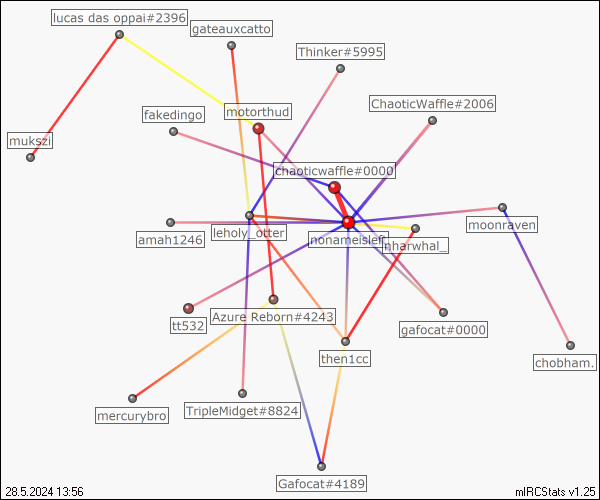 lucas das oppai#2396
gateauxcatto
Thinker#5995
ChaoticWaffle#2006
fakedingo
motorthud
mukszi
chaoticwaffle#0000
moonraven
amah1246
leholy_otter
nonameisleft
nharwhal_
tt532
Azure Reborn#4243
gafocat#0000
then1cc
chobham.
mercurybro
TripleMidget#8824
Gafocat#4189
28.5.2024 13:56
mIRCStats v1.25